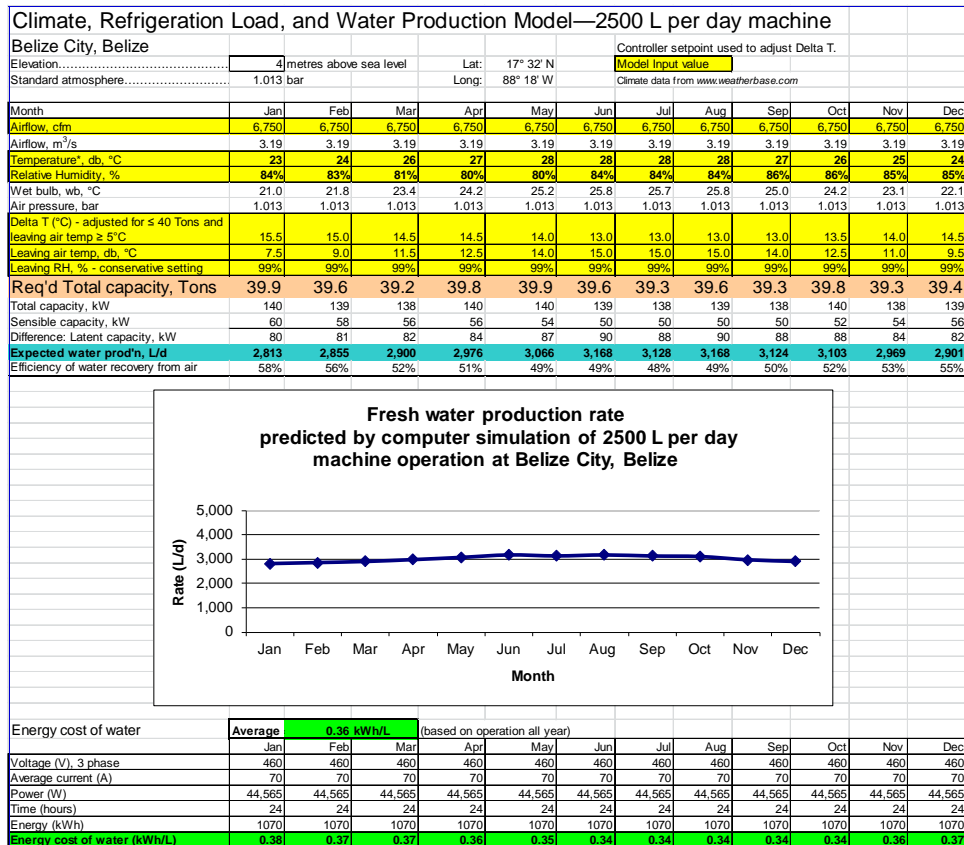 Climate, Refrigeration Load, and Water Production Model—2500 L per day machine
Belize City, Belize Controller setpoint used to adjust Delta T.
Elevation…………………………………… 4 metres above sea level Lat: 17° 32' N Model Input value
Standard atmosphere…………………… 1.013 bar Long: 88° 18' W Climate data from www.weatherbase.com
Month Jan Feb Mar Apr May Jun Jul Aug Sep Oct Nov Dec
Airflow, cfm 6,750 6,750 6,750 6,750 6,750 6,750 6,750 6,750 6,750 6,750 6,750 6,750
Airflow, m³/s 3.19 3.19 3.19 3.19 3.19 3.19 3.19 3.19 3.19 3.19 3.19 3.19
Temperature*, db, °C 23 24 26 27 28 28 28 28 27 26 25 24
Relative Humidity, % 84% 83% 81% 80% 80% 84% 84% 84% 86% 86% 85% 85%
Wet bulb, wb, °C 21.0 21.8 23.4 24.2 25.2 25.8 25.7 25.8 25.0 24.2 23.1 22.1
Air pressure, bar 1.013 1.013 1.013 1.013 1.013 1.013 1.013 1.013 1.013 1.013 1.013 1.013
Delta T (°C) - adjusted for ≤ 40 Tons and
leaving air temp ≥ 5°C 15.5 15.0 14.5 14.5 14.0 13.0 13.0 13.0 13.0 13.5 14.0 14.5
Leaving air temp, db, °C 7.5 9.0 11.5 12.5 14.0 15.0 15.0 15.0 14.0 12.5 11.0 9.5
Leaving RH, % - conservative setting 99% 99% 99% 99% 99% 99% 99% 99% 99% 99% 99% 99%
Req'd Total capacity, Tons 39.9 39.6 39.2 39.8 39.9 39.6 39.3 39.6 39.3 39.8 39.3 39.4
Total capacity, kW 140 139 138 140 140 139 138 139 138 140 138 139
Sensible capacity, kW 60 58 56 56 54 50 50 50 50 52 54 56
Difference: Latent capacity, kW 80 81 82 84 87 90 88 90 88 88 84 82
Expected water prod'n, L/d 2,813 2,855 2,900 2,976 3,066 3,168 3,128 3,168 3,124 3,103 2,969 2,901
Efficiency of water recovery from air 58% 56% 52% 51% 49% 49% 48% 49% 50% 52% 53% 55%
Fresh water production rate
predicted by computer simulation of 2500 L per day
machine operation at Belize City, Belize
Rate (L/d)
5,000
4,000
3,000
2,000
1,000
0
Jan Feb Mar Apr May Jun Jul Aug Sep Oct Nov Dec
Month
Energy cost of water Average 0.36 kWh/L (based on operation all year)
Jan Feb Mar Apr May Jun Jul Aug Sep Oct Nov Dec
Voltage (V), 3 phase 460 460 460 460 460 460 460 460 460 460 460 460
Average current (A) 70 70 70 70 70 70 70 70 70 70 70 70
Power (W) 44,565 44,565 44,565 44,565 44,565 44,565 44,565 44,565 44,565 44,565 44,565 44,565
Time (hours) 24 24 24 24 24 24 24 24 24 24 24 24
Energy (kWh) 1070 1070 1070 1070 1070 1070 1070 1070 1070 1070 1070 1070
Energy cost of water (kWh/L) 0.38 0.37 0.37 0.36 0.35 0.34 0.34 0.34 0.34 0.34 0.36 0.37